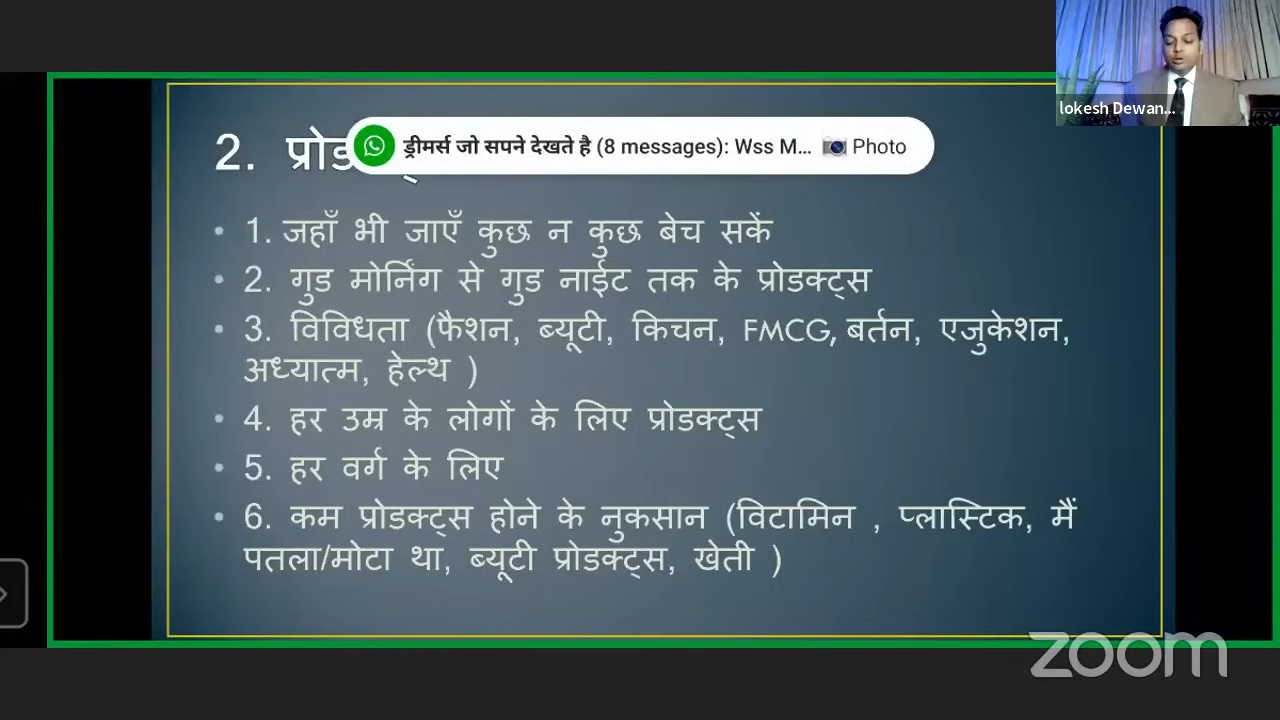 lokesh Dewan...
ड्रीमर्स जो सपने देखते है (8 messages): Wss M... Photo
2.
1. जहाँ भी जाएँ कुछ न कुछ बेच सकें
2. गुड मोर्निंग से गुड नाईट तक के प्रोडक्ट्स
3. विविधता (फैशन, ब्यूटी, किचन, FMCG, बर्तन, एजुकेशन,
अध्यात्म, हेल्थ )
4. हर उम्र के लोगों के लिए प्रोडक्ट्स
5. हर वर्ग के लिए
6. कम प्रोडक्ट्स होने के नुकसान (विटामिन , प्लास्टिक, मैं
पतला/मोटा था, ब्यूटी प्रोडक्ट्स, खेती )
zoom